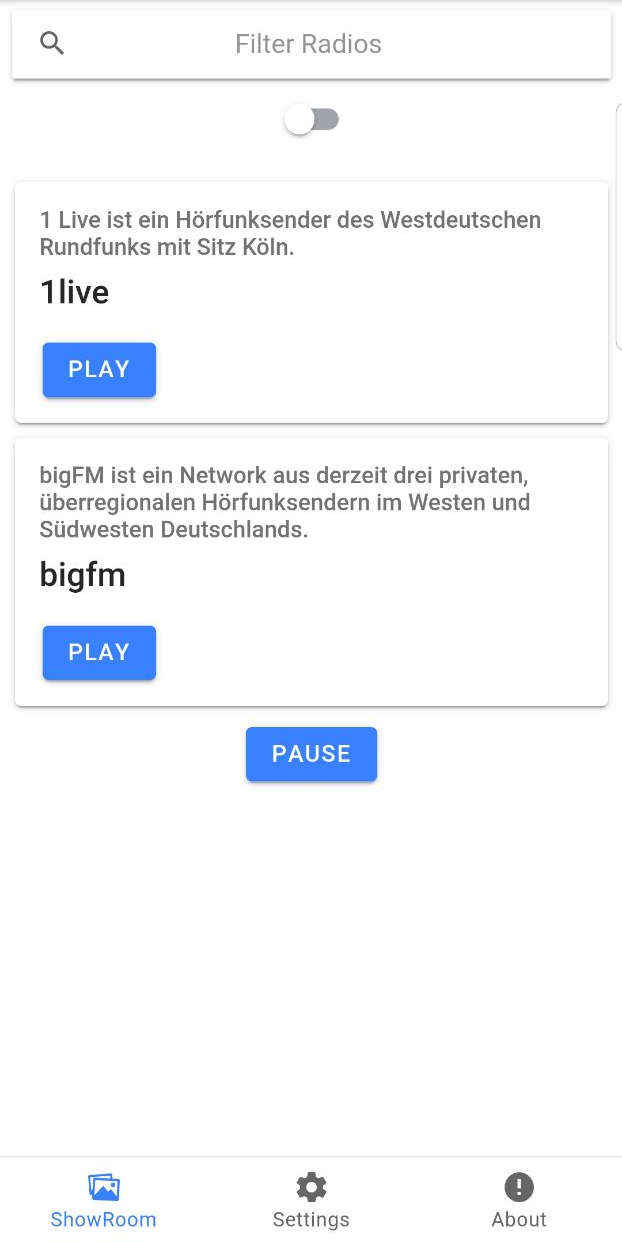 Filter Radios
1 Live ist ein Hörfunksender des Westdeutschen
Rundfunks mit Sitz Köln.
1live
PLAY
bigFM ist ein Network aus derzeit drei privaten,
überregionalen Hörfunksendern im Westen und
Südwesten Deutschlands.
bigfm
PLAY
PAUSE
ShowRoom
Settings
About